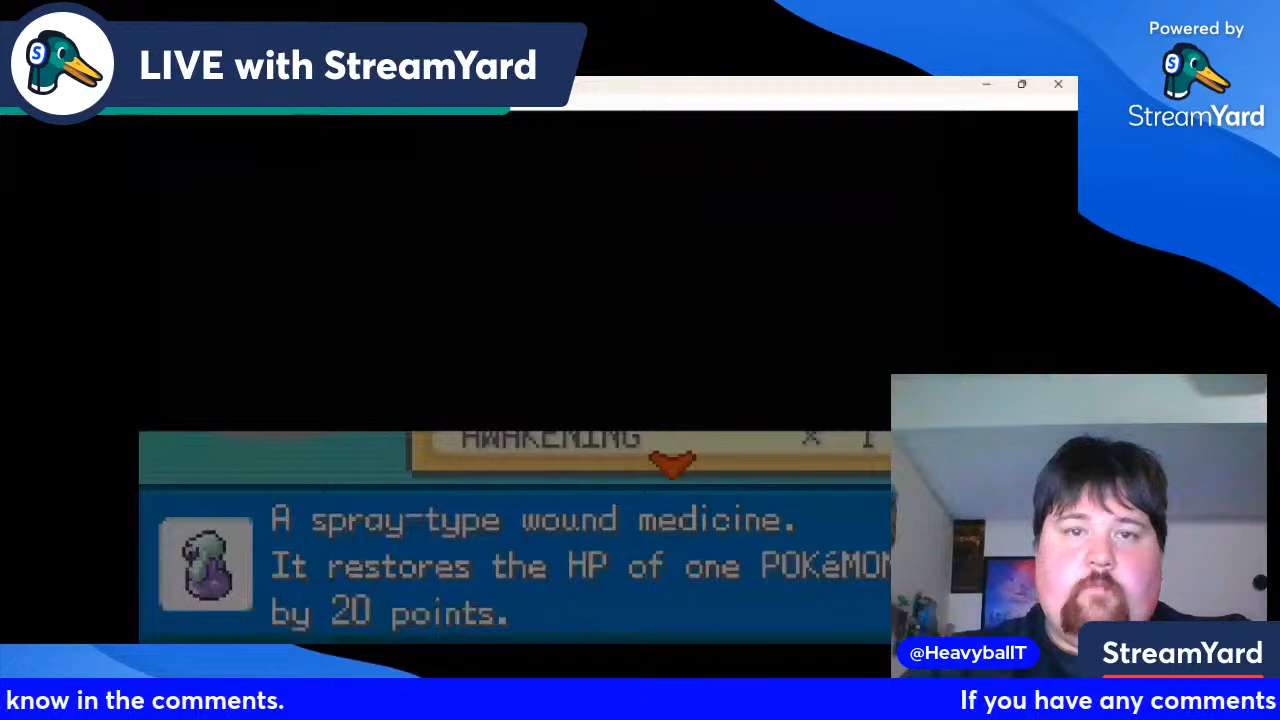 LIVE with StreamYard
Powered by
StreamYard
AWAKENING × 1
A spray-type wound medicine.
It restores the HP of one POKéMON
by 20 points.
@HeavyballT
StreamYard
know in the comments.
If you have any comments